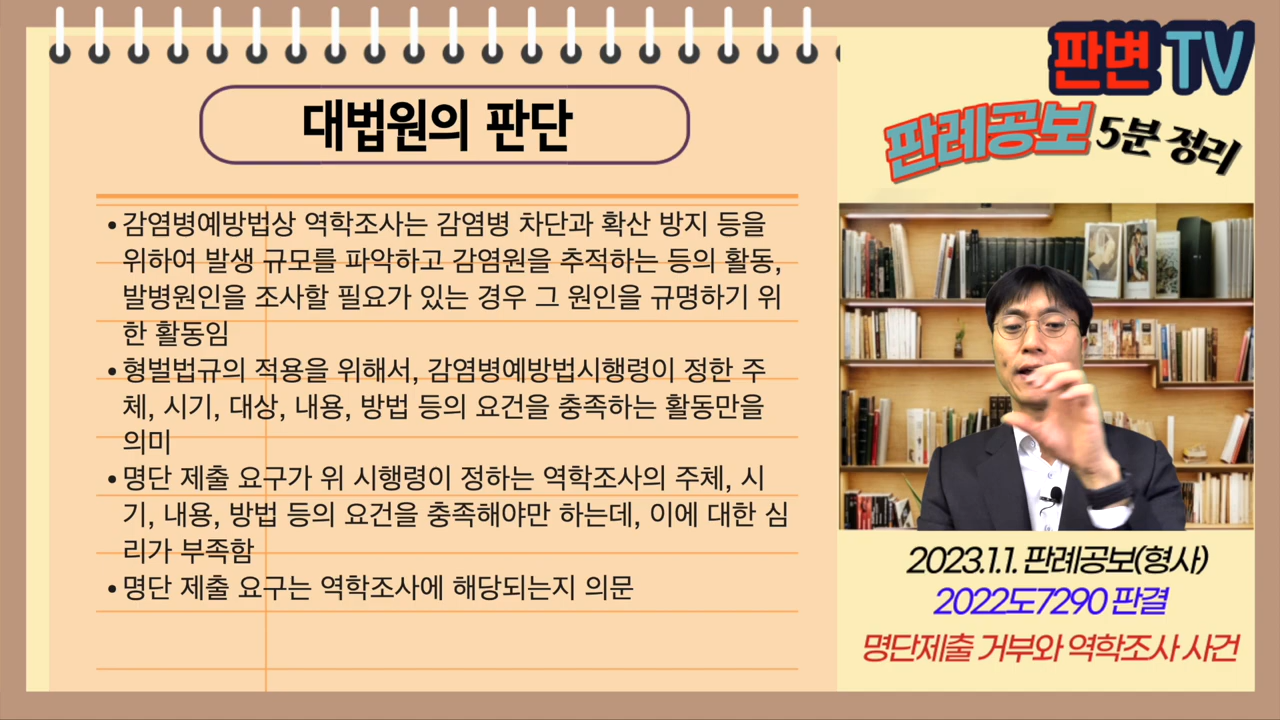 대법원의 판단
•감염병예방법상 역학조사는 감염병 차단과 확산 방지 등을
위하여 발생 규모를 파악하고 감염원을 추적하는 등의 활동,
발병원인을 조사할 필요가 있는 경우 그 원인을 규명하기 위
한 활동임
•형벌법규의 적용을 위해서, 감염병예방법시행령이 정한 주
체, 시기, 대상, 내용, 방법 등의 요건을 충족하는 활동만을
의미
•명단 제출 요구가 위 시행령이 정하는 역학조사의 주체, 시
기, 내용, 방법 등의 요건을 충족해야만 하는데, 이에 대한 심
리가 부족함
•명단 제출 요구는 역학조사에 해당되는지 의문
판변 TV
판례공보 5분 정리
2023.1.1. 판례공보(형사)
2022도7290 판결
명단제출 거부와 역학조사 사건